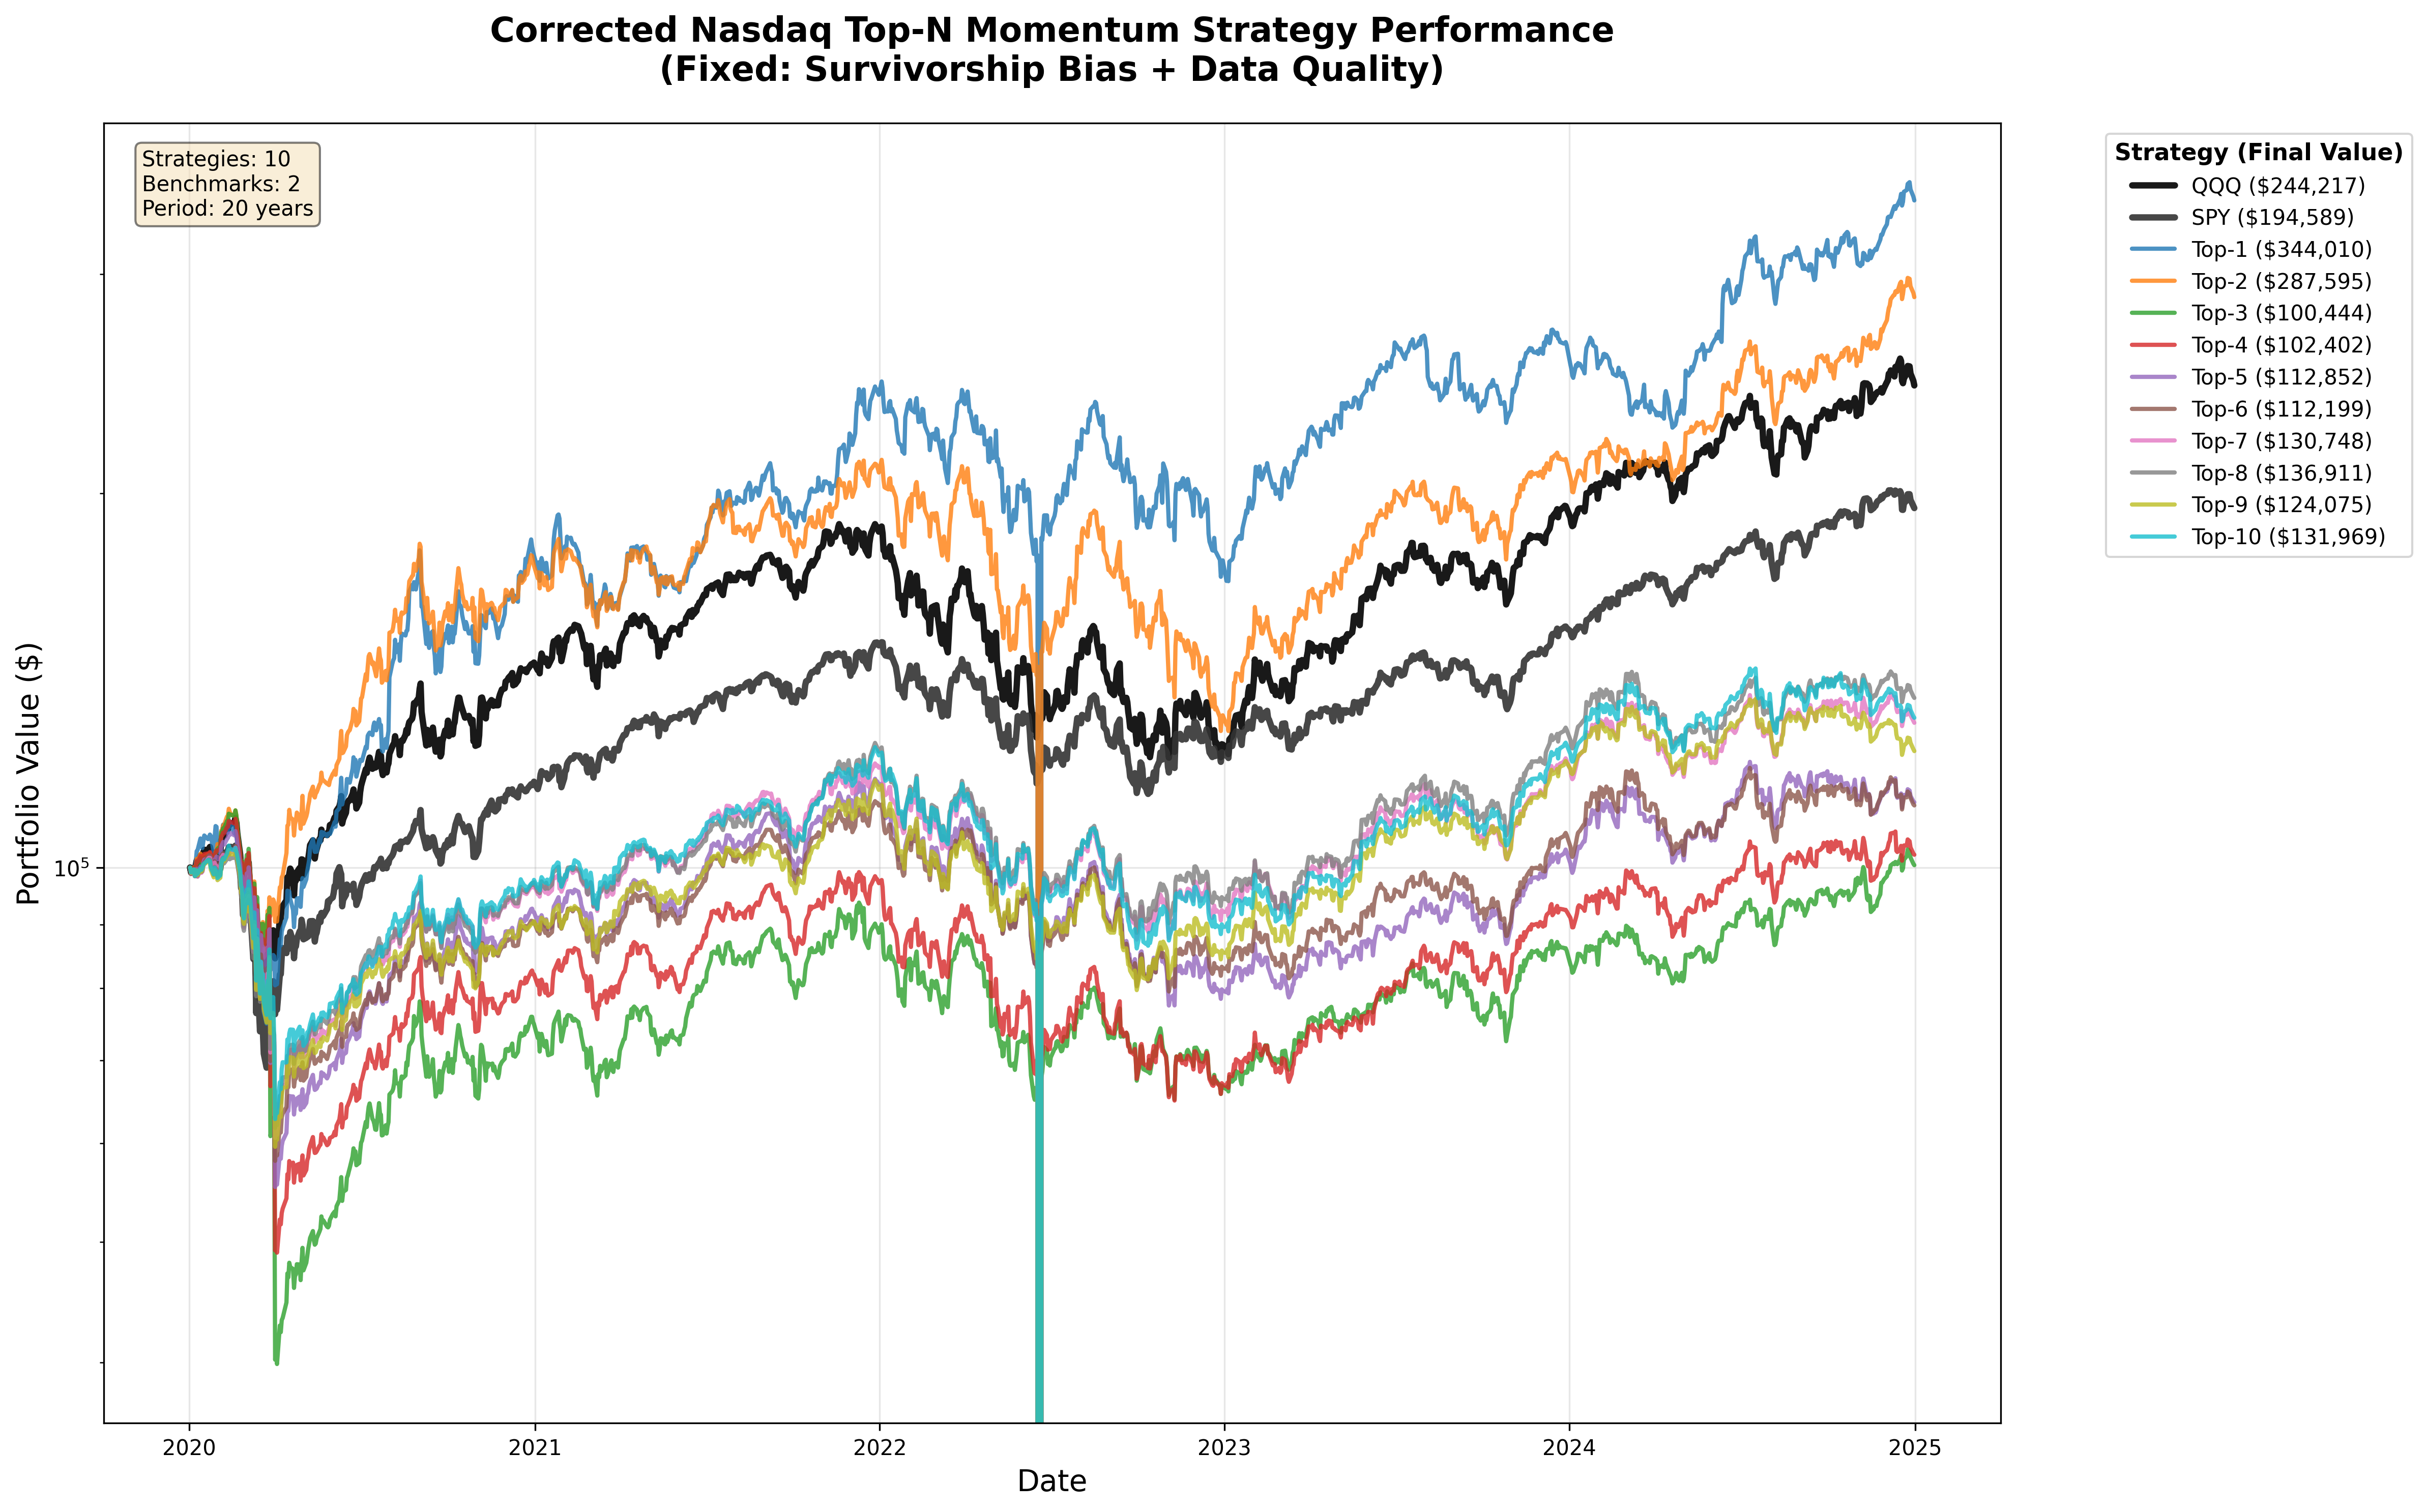 Corrected Nasdaq Top-N Momentum Strategy Performance
(Fixed: Survivorship Bias + Data Quality)
Strategies: 10
Benchmarks: 2
Period: 20 years
Strategy (Final Value)
QQQ ($244,217)
SPY ($194,589)
Top-1 ($344,010)
Top-2 ($287,595)
Top-3 ($100,444)
Top-4 ($102,402)
Top-5 ($112,852)
Top-6 ($112,199)
Top-7 ($130,748)
Top-8 ($136,911)
Top-9 ($124,075)
Top-10 ($131,969)
Portfolio Value ($)
10⁵
2020 2021 2022 2023 2024 2025
Date